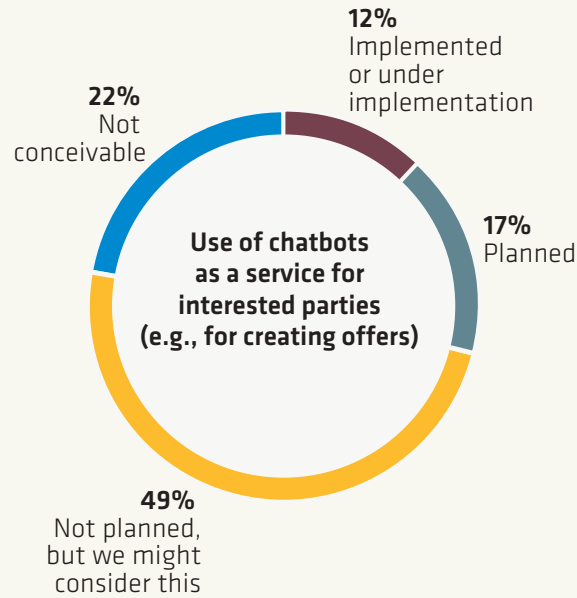 12%
Implemented
or under
implementation
22%
Not
conceivable
17%
Planned
Use of chatbots
as a service for
interested parties
(e.g., for creating offers)
49%
Not planned,
but we might
consider this